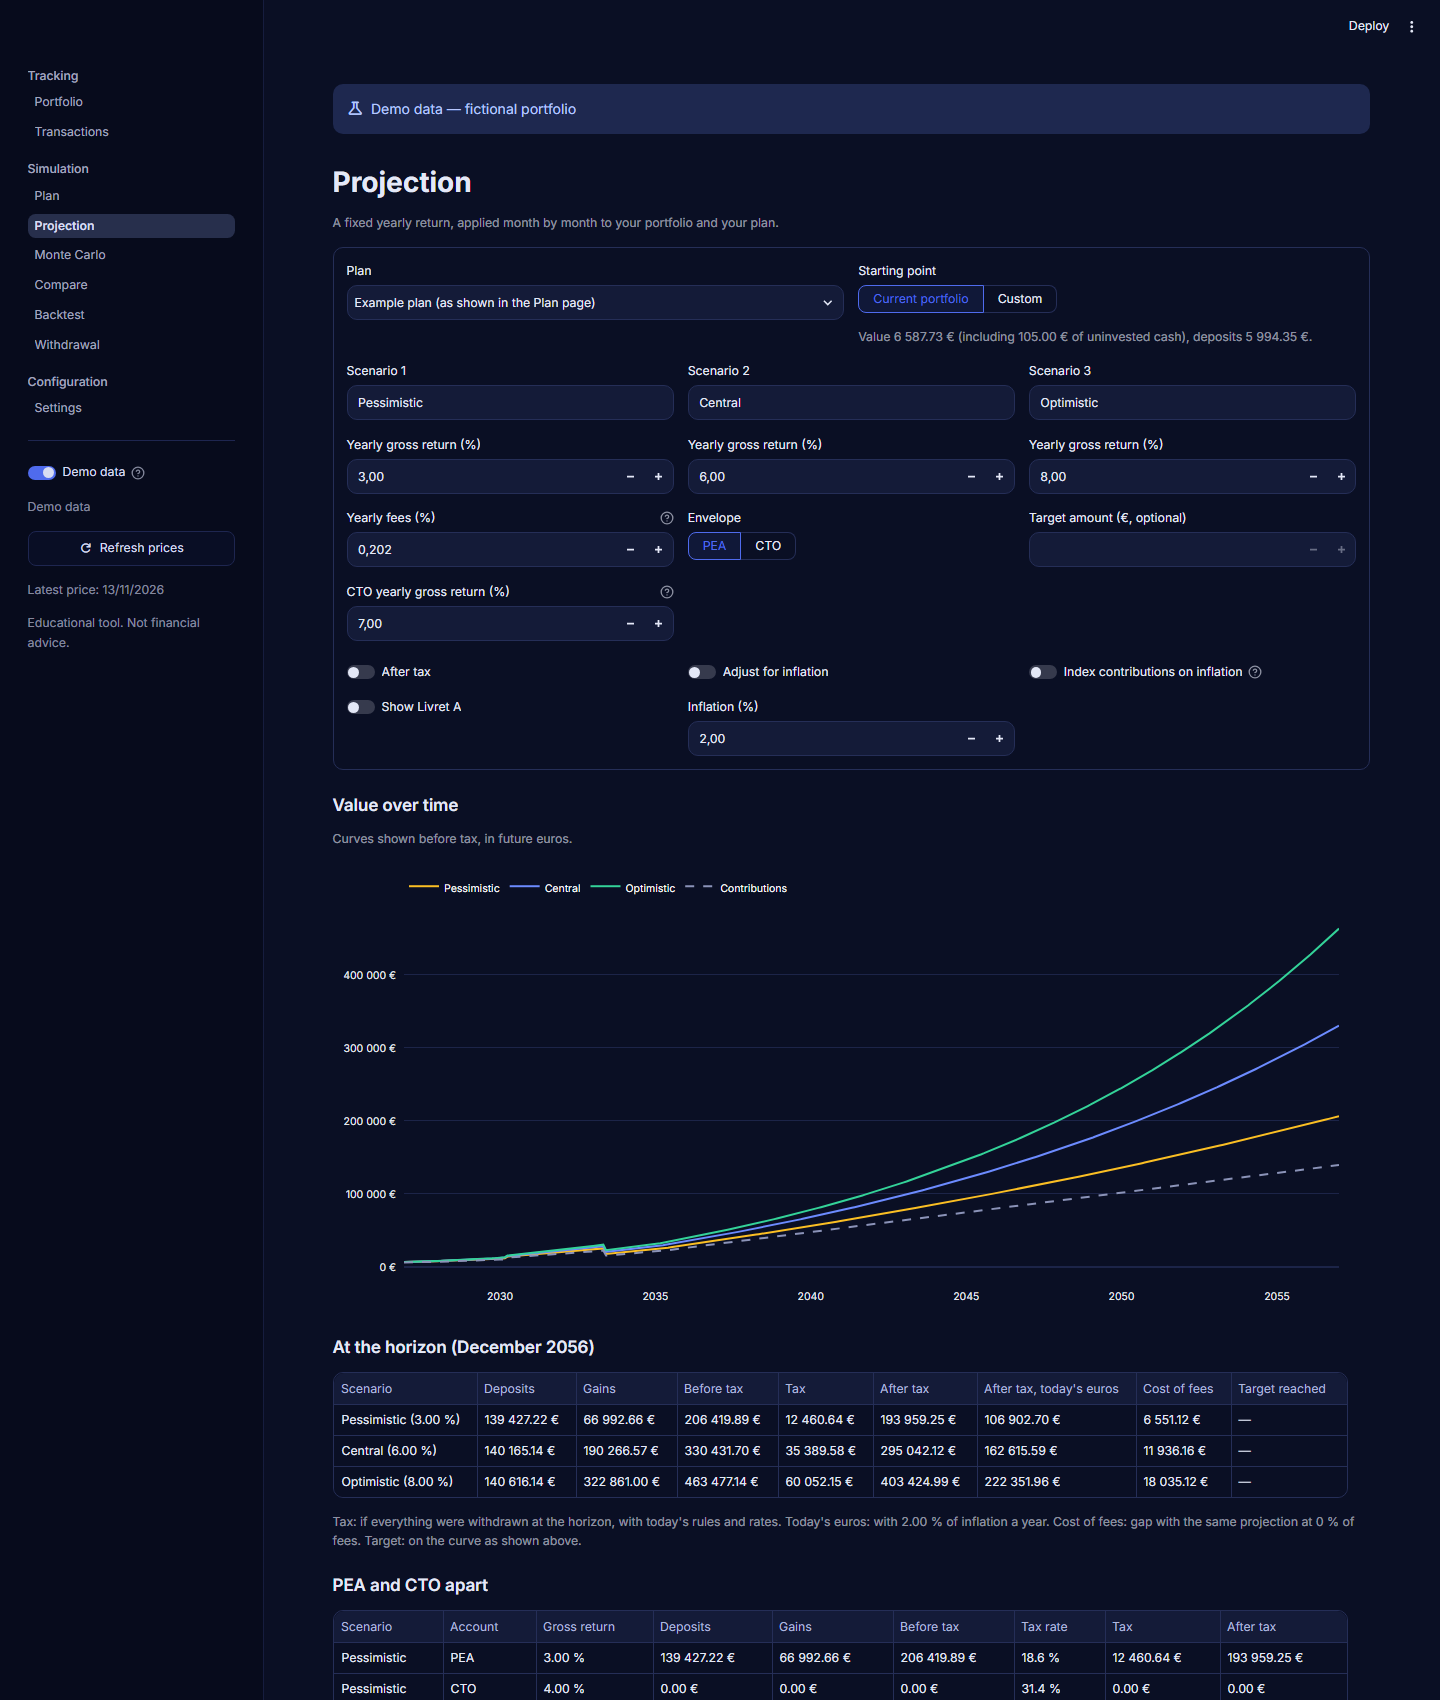 Deploy
Tracking
Portfolio
Transactions
Simulation
Plan
Projection
Monte Carlo
Compare
Backtest
Withdrawal
Configuration
Settings
Demo data
Demo data
Refresh prices
Latest price: 13/11/2026
Educational tool. Not financial
advice.
Demo data — fictional portfolio
Projection
A fixed yearly return, applied month by month to your portfolio and your plan.
Plan
Example plan (as shown in the Plan page)
Starting point
Current portfolio Custom
Value 6 587.73 € (including 105.00 € of uninvested cash), deposits 5 994.35 €.
Scenario 1 Scenario 2 Scenario 3
Pessimistic Central Optimistic
Yearly gross return (%) Yearly gross return (%) Yearly gross return (%)
3,00 − + 6,00 − + 8,00 − +
Yearly fees (%) Envelope Target amount (€, optional)
0,202 − + PEA CTO − +
CTO yearly gross return (%)
7,00 − +
After tax Adjust for inflation Index contributions on inflation
Show Livret A Inflation (%)
2,00 − +
Value over time
Curves shown before tax, in future euros.
Pessimistic Central Optimistic Contributions
400 000 €
300 000 €
200 000 €
100 000 €
0 €
2030 2035 2040 2045 2050 2055
At the horizon (December 2056)
Scenario Deposits Gains Before tax Tax After tax After tax, today's euros Cost of fees Target reached
Pessimistic (3.00 %) 139 427.22 € 66 992.66 € 206 419.89 € 12 460.64 € 193 959.25 € 106 902.70 € 6 551.12 € —
Central (6.00 %) 140 165.14 € 190 266.57 € 330 431.70 € 35 389.58 € 295 042.12 € 162 615.59 € 11 936.16 € —
Optimistic (8.00 %) 140 616.14 € 322 861.00 € 463 477.14 € 60 052.15 € 403 424.99 € 222 351.96 € 18 035.12 € —
Tax: if everything were withdrawn at the horizon, with today's rules and rates. Today's euros: with 2.00 % of inflation a year. Cost of fees: gap with the same projection at 0 % of
fees. Target: on the curve as shown above.
PEA and CTO apart
Scenario Account Gross return Deposits Gains Before tax Tax rate Tax After tax
Pessimistic PEA 3.00 % 139 427.22 € 66 992.66 € 206 419.89 € 18.6 % 12 460.64 € 193 959.25 €
Pessimistic CTO 4.00 % 0.00 € 0.00 € 0.00 € 31.4 % 0.00 € 0.00 €